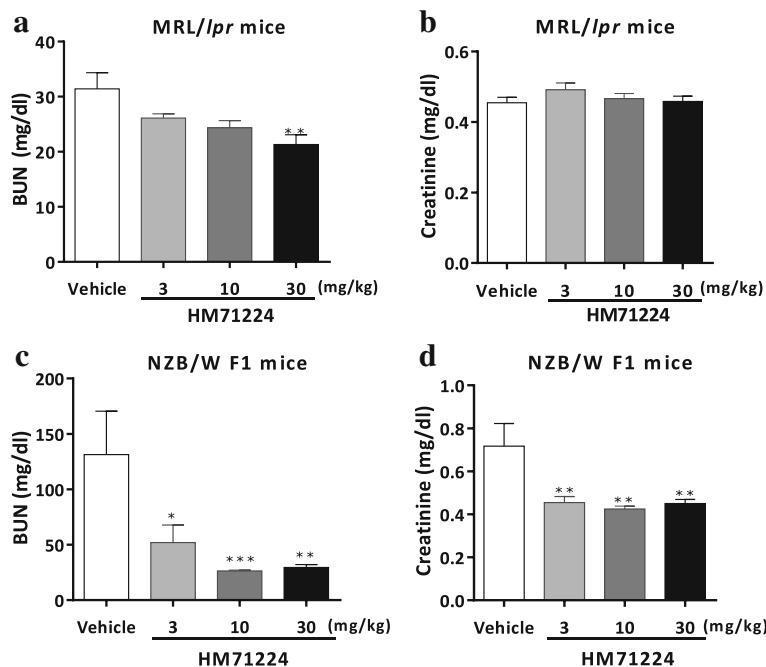 a
MRL/lpr mice
BUN (mg/dl)
40
30
20
10
0
**
Vehicle 3 10 30 (mg/kg)
HM71224
b
MRL/lpr mice
Creatinine (mg/dl)
0.6
0.4
0.2
0.0
Vehicle 3 10 30 (mg/kg)
HM71224
c
NZB/W F1 mice
BUN (mg/dl)
200
150
100
50
0
* *** **
Vehicle 3 10 30 (mg/kg)
HM71224
d
NZB/W F1 mice
Creatinine (mg/dl)
1.0
0.8
0.6
0.4
0.2
0.0
** ** **
Vehicle 3 10 30 (mg/kg)
HM71224